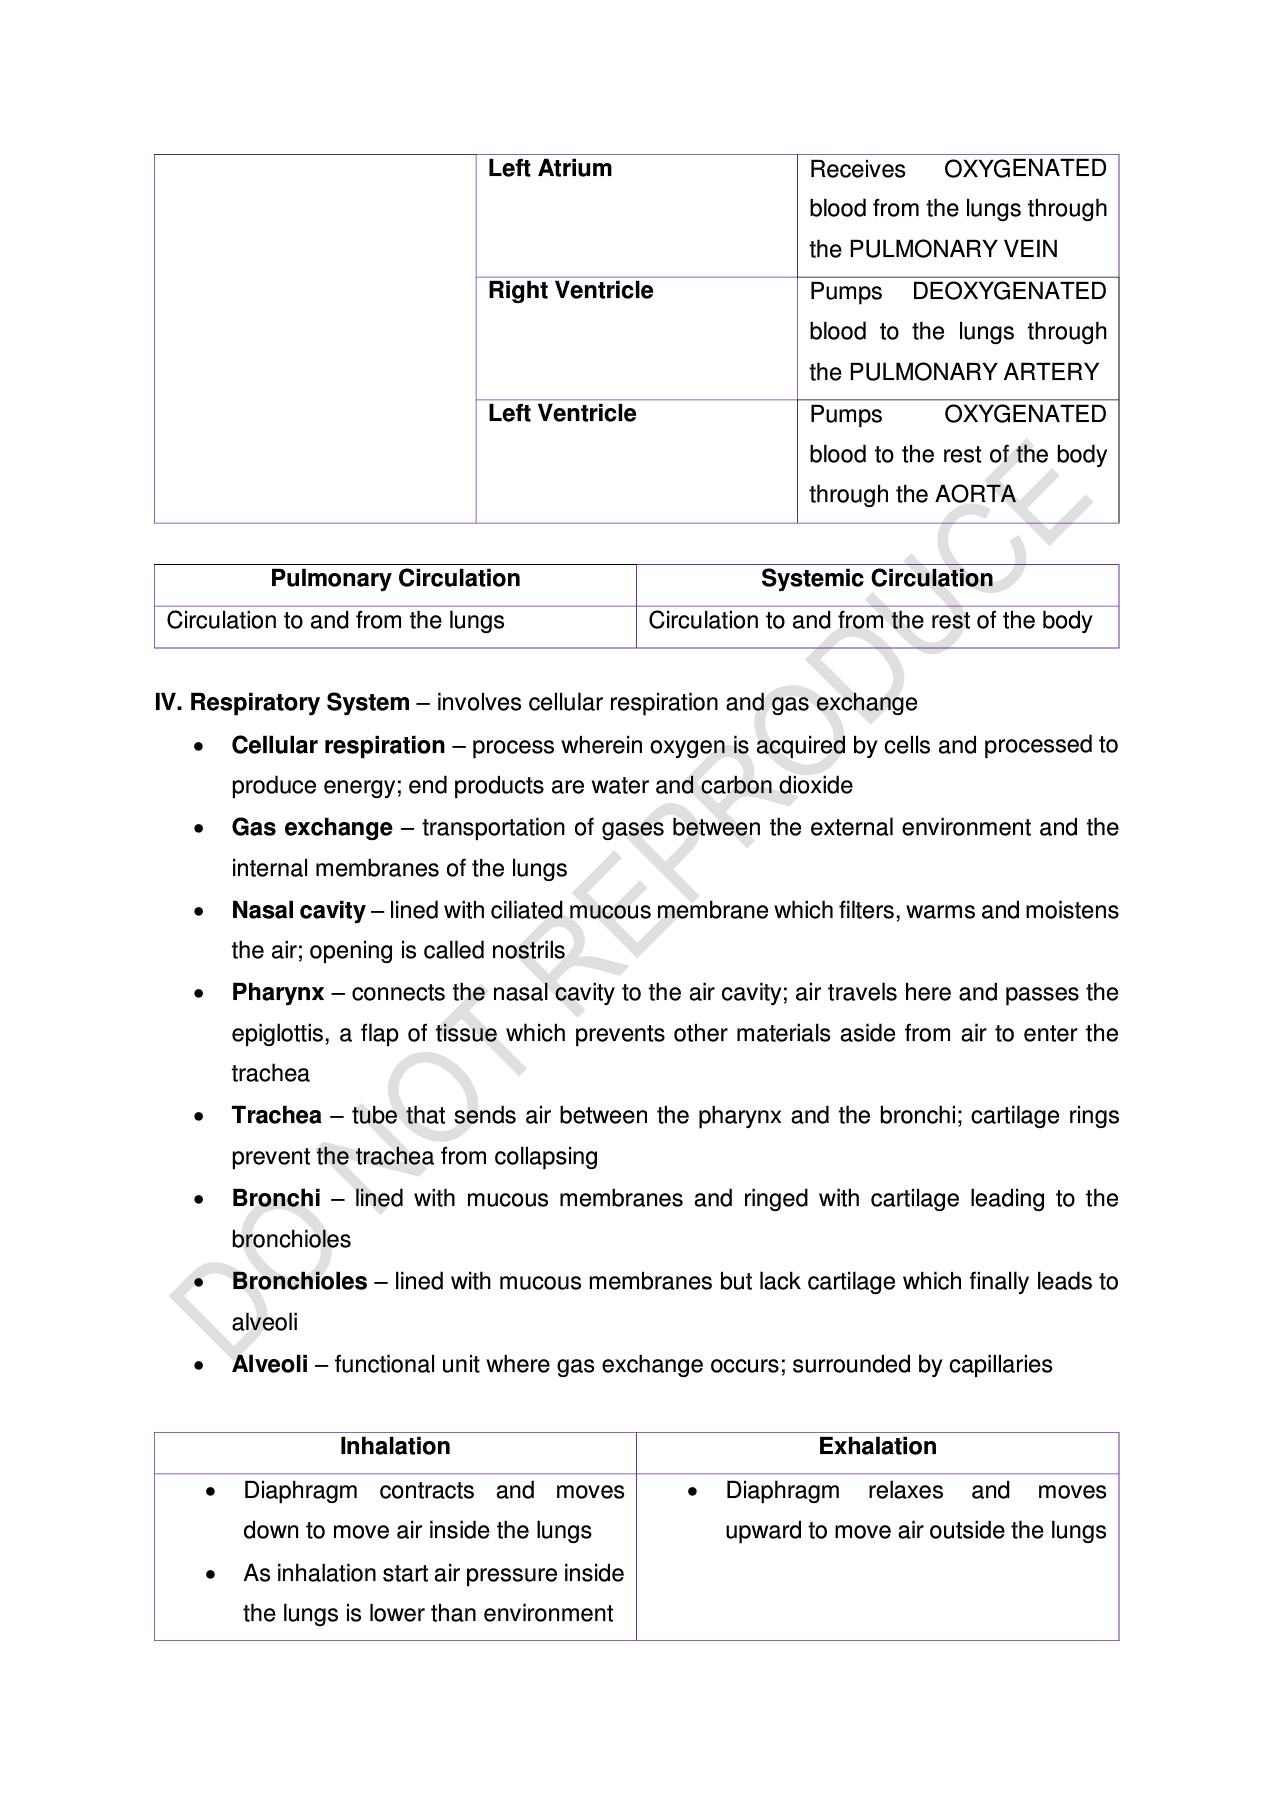 Left Atrium
Receives OXYGENATED
blood from the lungs through
the PULMONARY VEIN
Right Ventricle
Pumps DEOXYGENATED
blood to the lungs through
the PULMONARY ARTERY
Left Ventricle
Pumps OXYGENATED
blood to the rest of the body
through the AORTA
Pulmonary Circulation
Systemic Circulation
Circulation to and from the lungs
Circulation to and from the rest of the body
IV. Respiratory System – involves cellular respiration and gas exchange
• Cellular respiration – process wherein oxygen is acquired by cells and processed to
produce energy; end products are water and carbon dioxide
• Gas exchange – transportation of gases between the external environment and the
internal membranes of the lungs
• Nasal cavity – lined with ciliated mucous membrane which filters, warms and moistens
the air; opening is called nostrils
• Pharynx – connects the nasal cavity to the air cavity; air travels here and passes the
epiglottis, a flap of tissue which prevents other materials aside from air to enter the
trachea
• Trachea – tube that sends air between the pharynx and the bronchi; cartilage rings
prevent the trachea from collapsing
• Bronchi – lined with mucous membranes and ringed with cartilage leading to the
bronchioles
• Bronchioles – lined with mucous membranes but lack cartilage which finally leads to
alveoli
• Alveoli – functional unit where gas exchange occurs; surrounded by capillaries
Inhalation
Exhalation
• Diaphragm contracts and moves
down to move air inside the lungs
• As inhalation start air pressure inside
the lungs is lower than environment
• Diaphragm relaxes and moves
upward to move air outside the lungs
DO NOT REPRODUCE